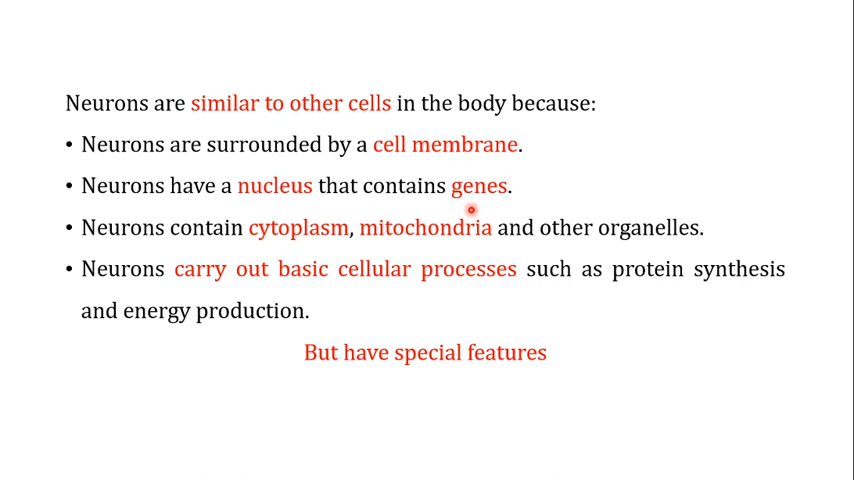 Neurons are similar to other cells in the body because:
• Neurons are surrounded by a cell membrane.
• Neurons have a nucleus that contains genes.
• Neurons contain cytoplasm, mitochondria and other organelles.
• Neurons carry out basic cellular processes such as protein synthesis
and energy production.
But have special features